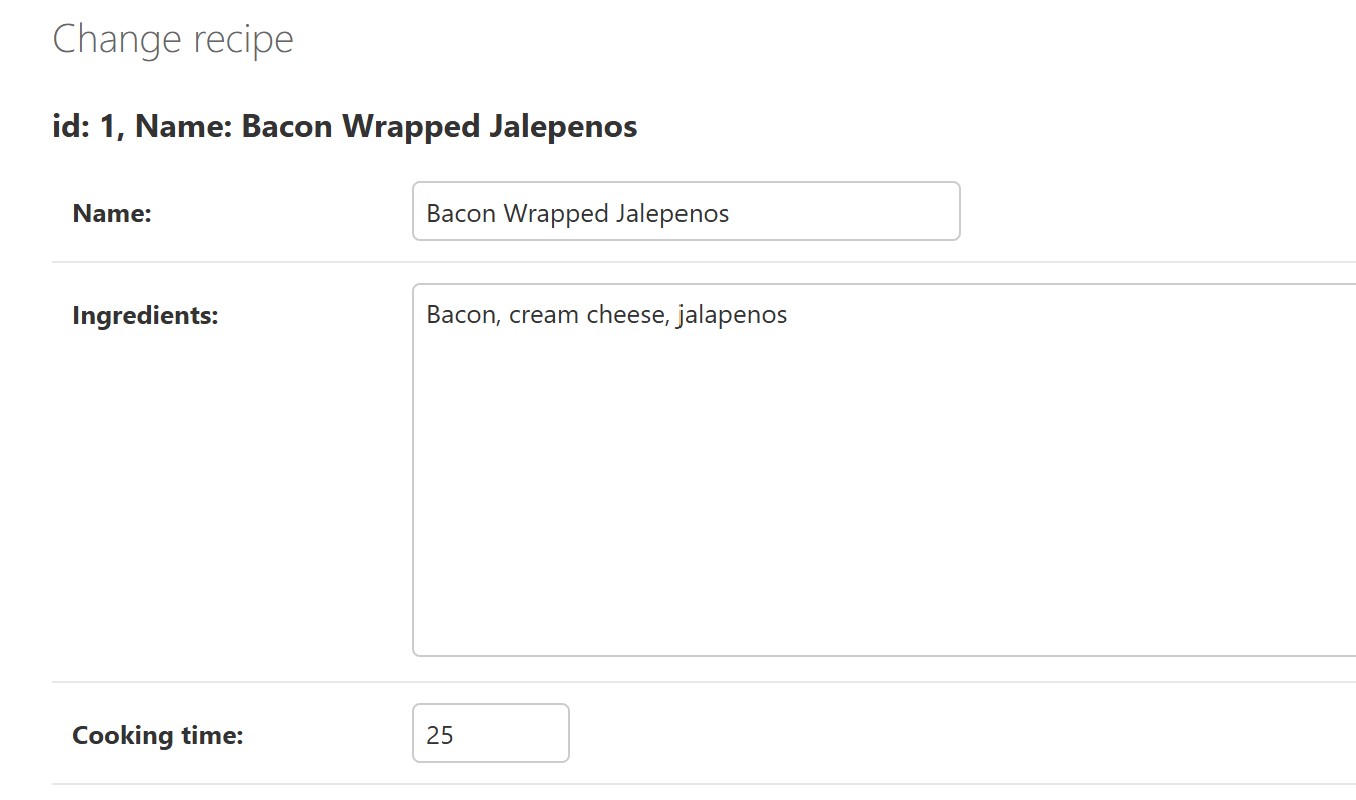 Change recipe
id: 1, Name: Bacon Wrapped Jalepenos
Name: Bacon Wrapped Jalepenos
Ingredients: Bacon, cream cheese, jalapenos
Cooking time: 25